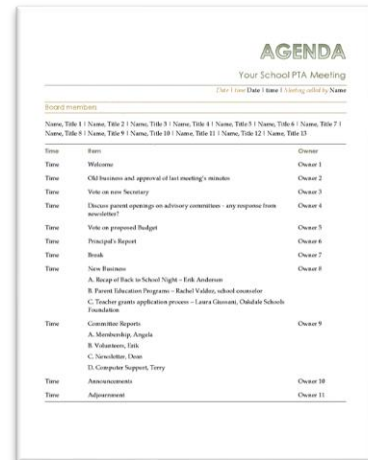 AGENDA
Your School PTA Meeting
Date | time Date | time | Meeting called by Name
Board members
Name, Title 1 | Name, Title 2 | Name, Title 3 | Name, Title 4 | Name, Title 5 | Name, Title 6 | Name, Title 7 |
Name, Title 8 | Name, Title 9 | Name, Title 10 | Name, Title 11 | Name, Title 12 | Name, Title 13
Time Item Owner
Time Welcome Owner 1
Time Old business and approval of last meeting's minutes Owner 2
Time Vote on new Secretary Owner 3
Time Discuss parent openings on advisory committees - any response from Owner 4
newsletter?
Time Vote on proposed Budget Owner 5
Time Principal's Report Owner 6
Time Break Owner 7
Time New Business Owner 8
A. Recap of Back to School Night – Erik Andersen
B. Parent Education Programs – Rachel Valdez, school counselor
C. Teacher grants application process – Laura Giussani, Oakdale Schools
Foundation
Time Committee Reports Owner 9
A. Membership, Angela
B. Volunteers, Erik
C. Newsletter, Dean
D. Computer Support, Terry
Time Announcements Owner 10
Time Adjournment Owner 11